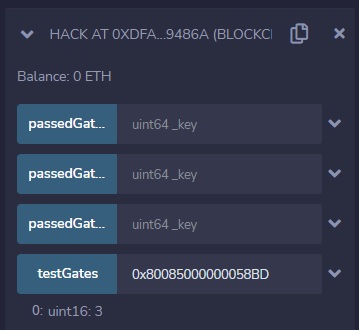 HACK AT 0XDFA...9486A (BLOCKCI
Balance: 0 ETH
passedGat... uint64 _key
passedGat... uint64 _key
passedGat... uint64 _key
testGates 0x80085000000058BD
0: uint16: 3